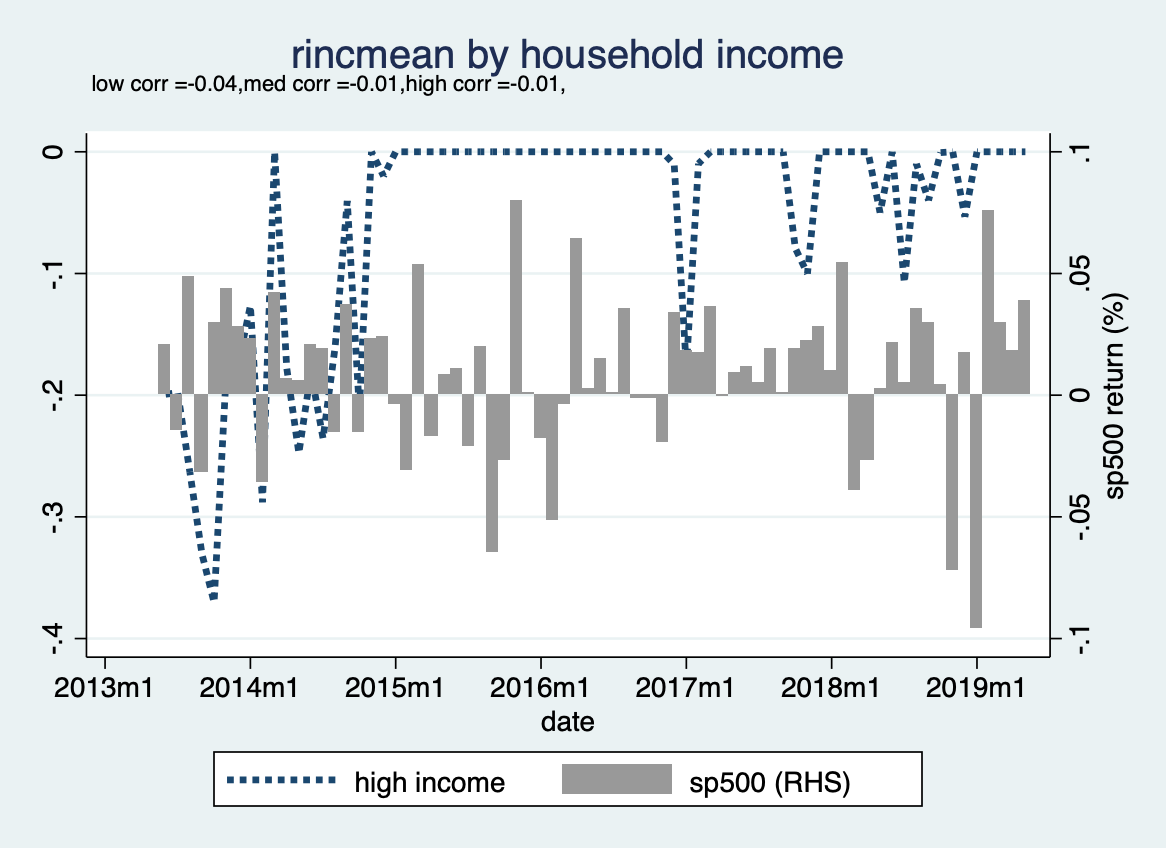 rincmean by household income
low corr =-0.04,med corr =-0.01,high corr =-0.01,
0
-.1
-.2
-.3
-.4
.1
.05
0
-.05
-.1
sp500 return (%)
2013m1 2014m1 2015m1 2016m1 2017m1 2018m1 2019m1
date
high income sp500 (RHS)